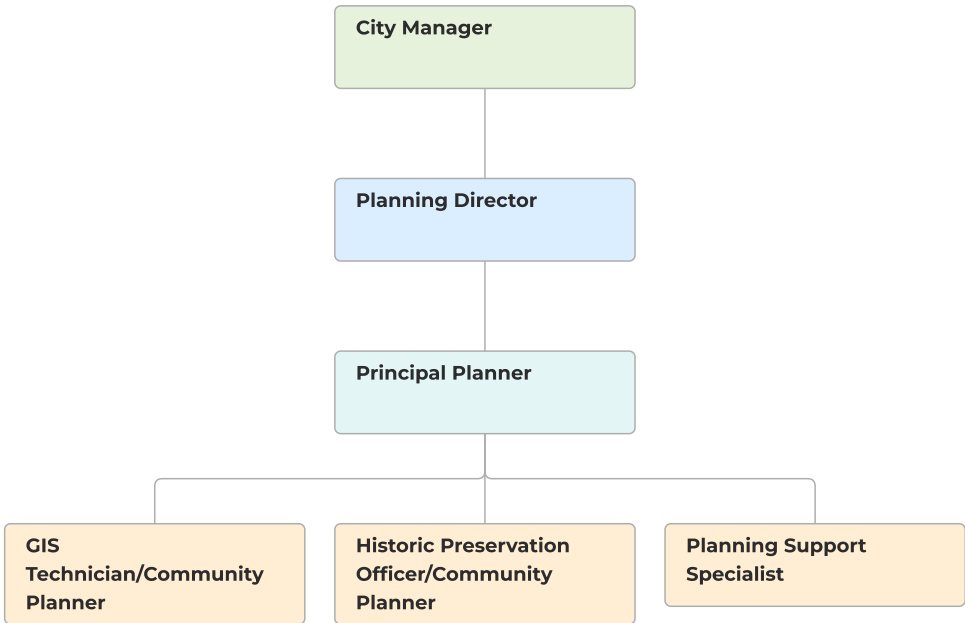 City Manager
Planning Director
Principal Planner
GIS
Technician/Community
Planner
Historic Preservation
Officer/Community
Planner
Planning Support
Specialist